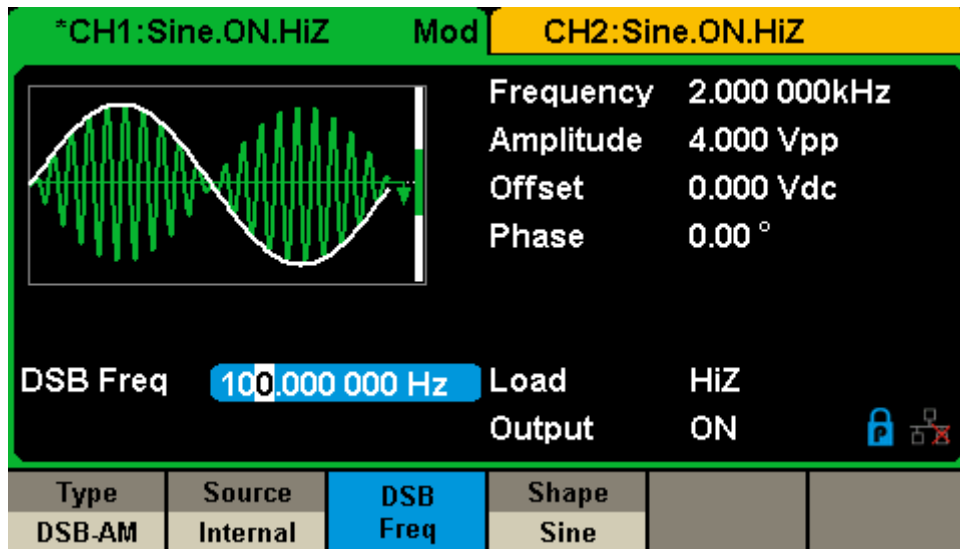 *CH1:Sine.ON.HiZ Mod CH2:Sine.ON.HiZ
Frequency 2.000 000kHz
Amplitude 4.000 Vpp
Offset 0.000 Vdc
Phase 0.00 °
DSB Freq 100.000 000 Hz Load HiZ
Output ON P
Type Source DSB Freq Shape
DSB-AM Internal Sine